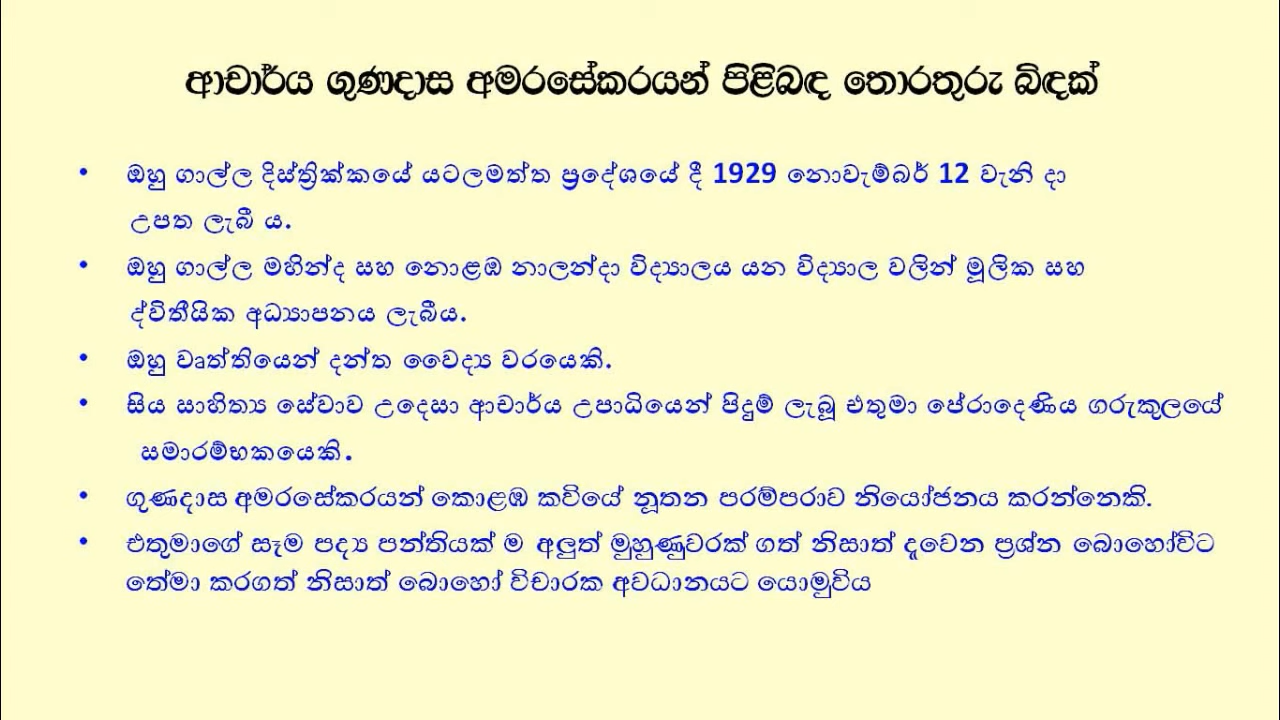 ආචාර්ය ගුණදාස අමරසේකරයන් පිළිබඳ තොරතුරු බිඳක්
• ඔහු ගාල්ල දිස්ත්‍රික්කයේ යටලමත්ත ප්‍රදේශයේ දී 1929 නොවැම්බර් 12 වැනි දා
උපත ලැබී ය.
• ඔහු ගාල්ල මහින්ද සහ නොළඹ නාලන්දා විද්‍යාලය යන විද්‍යාල වලින් මූලික සහ
ද්විතීයික අධ්‍යාපනය ලැබීය.
• ඔහු වෘත්තියෙන් දන්ත වෛද්‍ය වරයෙකි.
• සිය සාහිත්‍ය සේවාව උදෙසා ආචාර්ය උපාධියෙන් පිදුම් ලැබූ එතුමා පේරාදෙණිය ගරුකුලයේ
සමාරම්භකයෙකි.
• ගුණදාස අමරසේකරයන් කොළඹ කවියේ නූතන පරම්පරාව නියෝජනය කරන්නෙකි.
• එතුමාගේ සෑම පද්‍ය පන්තියක් ම අලුත් මුහුණුවරක් ගත් නිසාත් දූවෙන ප්‍රශ්න බොහෝවිට
තේමා කරගත් නිසාත් බොහෝ විචාරක අවධානයට යොමුවිය